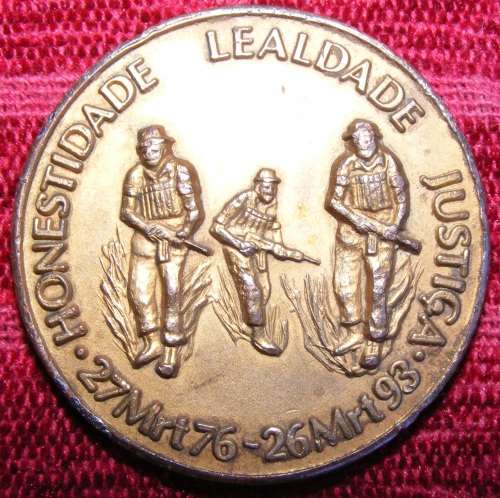 HONESTIDADE LEALDADE JUSTIÇA
27Mrt76 - 26Mrt93